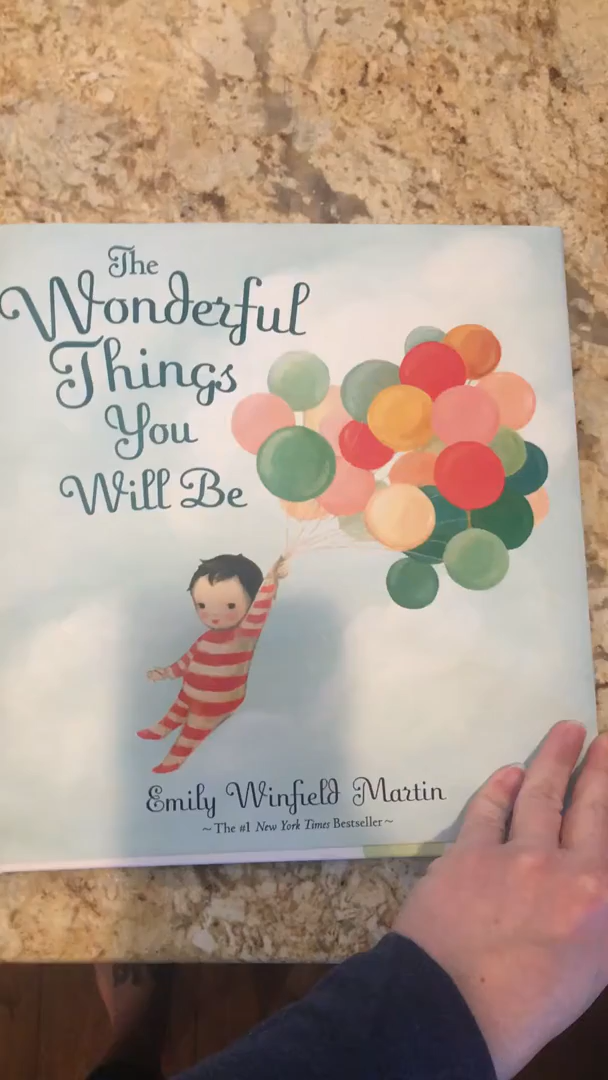 The
Wonderful
Things
You
Will Be
Emily Winfield Martin
~The #1 New York Times Bestseller~